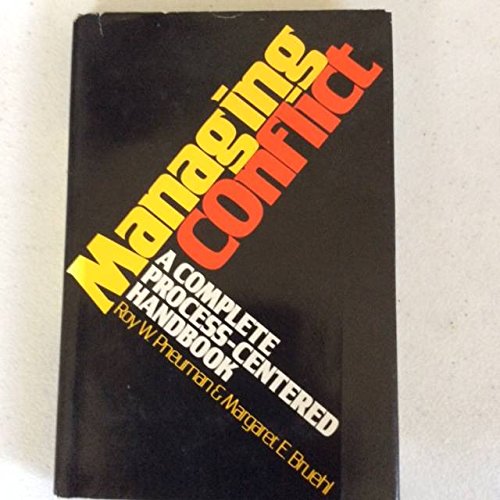 Managing
conflict
A COMPLETE
PROCESS-CENTERED
HANDBOOK
Roy W. Pneuman & Margaret E. Bruehl